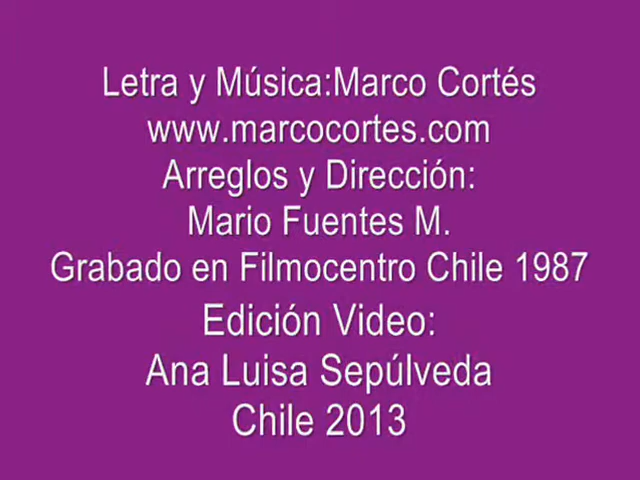 Letra y Música:Marco Cortés
www.marcocortes.com
Arreglos y Dirección:
Mario Fuentes M.
Grabado en Filmocentro Chile 1987
Edición Video:
Ana Luisa Sepúlveda
Chile 2013